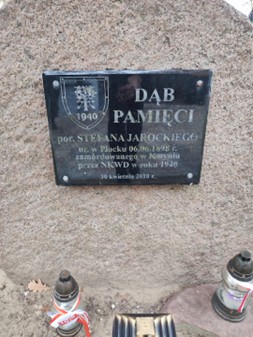 1940
DĄB
PAMIĘCI
por. STEFANA JAROCKIEGO
ur. w Płocku 06.06.1898 r.
zamordowanego w Katyniu
przez NKWD w roku 1940
30 kwietnia 2010 r.